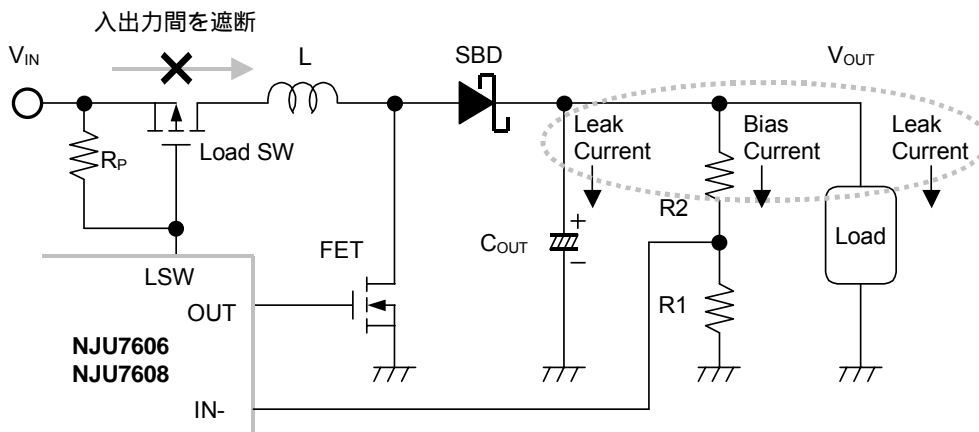 入出力間を遮断
VIN
L
SBD
VOUT
RP
Load SW
Leak
Current
Bias
Current
Leak
Current
R2
FET
COUT
+
−
Load
LSW
OUT
R1
NJU7606
NJU7608
IN-